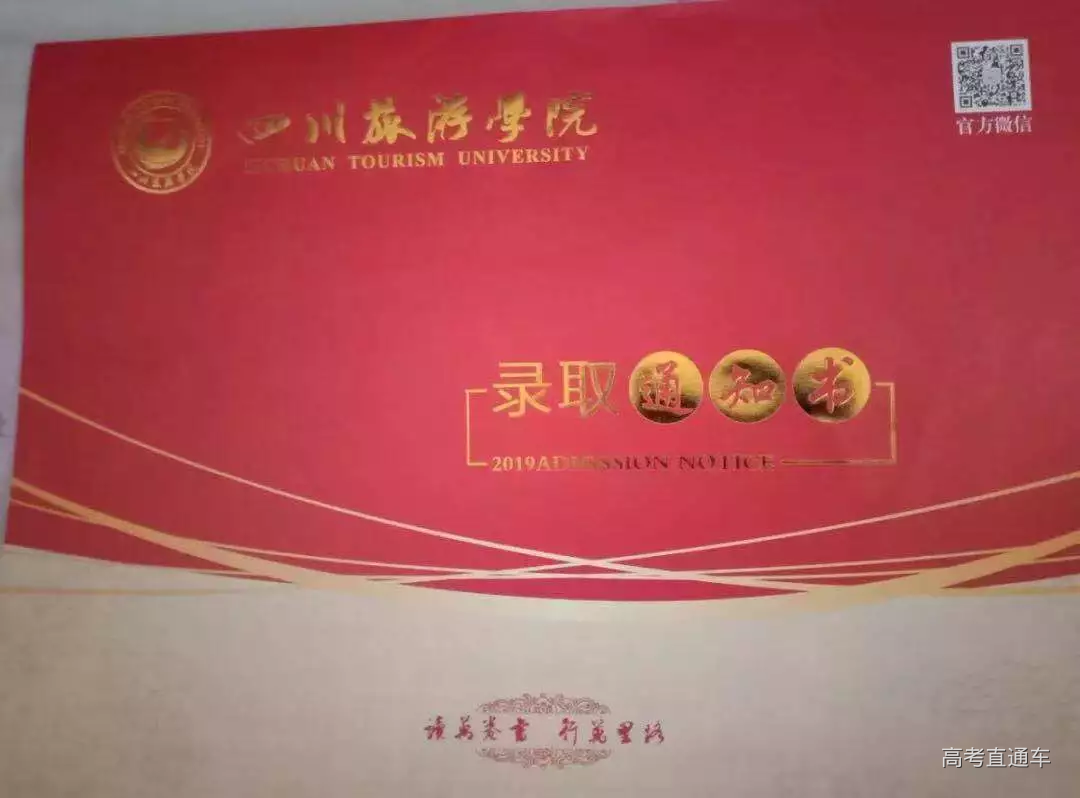 四川旅游学院
SICHUAN TOURISM UNIVERSITY
官方微信
录取通知书
2019ADMISSION NOTICE
读万卷书 行万里路
高考直通车